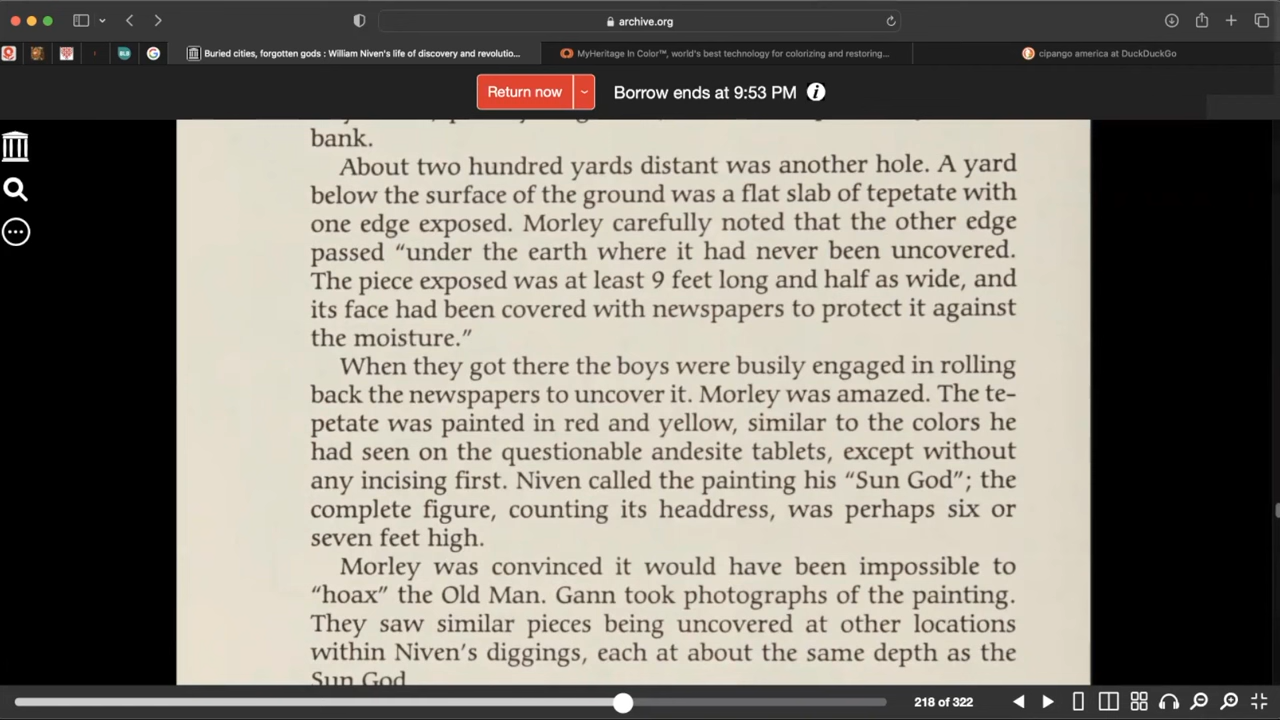 archive.org
Buried cities, forgotten gods : William Niven's life of discovery and revolutio...
MyHeritage In Color™, world's best technology for colorizing and restoring...
cipango america at DuckDuckGo
Return now
Borrow ends at 9:53 PM
bank.
About two hundred yards distant was another hole. A yard
below the surface of the ground was a flat slab of tepetate with
one edge exposed. Morley carefully noted that the other edge
passed “under the earth where it had never been uncovered.
The piece exposed was at least 9 feet long and half as wide, and
its face had been covered with newspapers to protect it against
the moisture.”
When they got there the boys were busily engaged in rolling
back the newspapers to uncover it. Morley was amazed. The te-
petate was painted in red and yellow, similar to the colors he
had seen on the questionable andesite tablets, except without
any incising first. Niven called the painting his “Sun God”; the
complete figure, counting its headdress, was perhaps six or
seven feet high.
Morley was convinced it would have been impossible to
“hoax” the Old Man. Gann took photographs of the painting.
They saw similar pieces being uncovered at other locations
within Niven’s diggings, each at about the same depth as the
Sun God
218 of 322